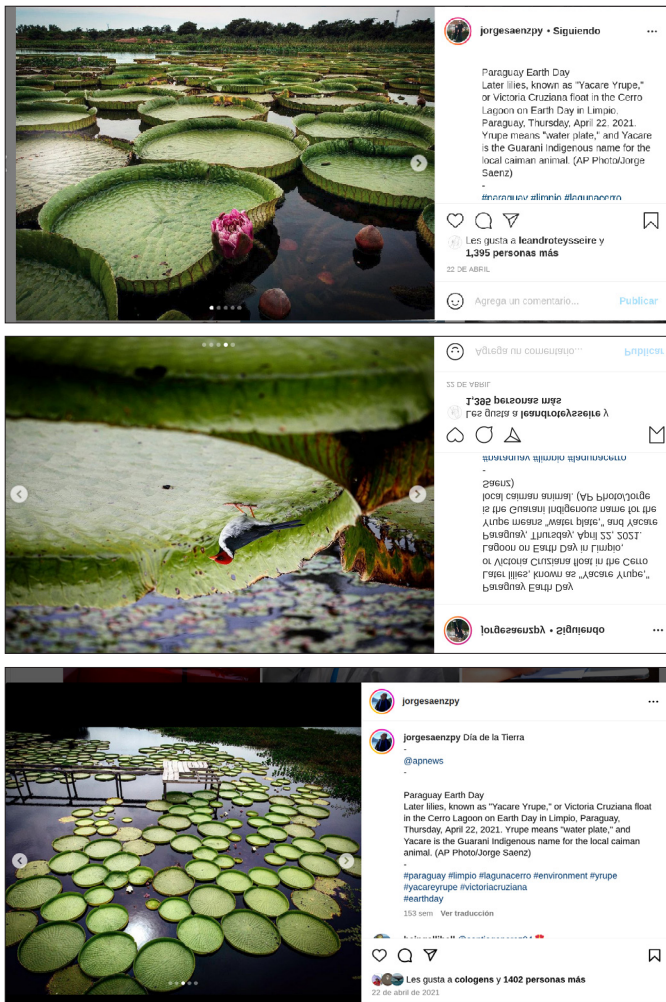 jorgesaenzpy • Siguiendo
Paraguay Earth Day
Later lilies, known as "Yacare Yrupe,"
or Victoria Cruziana float in the Cerro
Lagoon on Earth Day in Limpio,
Paraguay, Thursday, April 22, 2021.
Yrupe means "water plate," and Yacare
is the Guarani Indigenous name for the
local caiman animal. (AP Photo/Jorge
Saenz)
-
#paraguay #limpio #lagunacerro
Les gusta a leandroteysseire y
1,395 personas más
22 DE ABRIL
Agrega un comentario... Publicar
jorgesaenzpy • Siguiendo
Paraguay Earth Day
Later lilies, known as "Yacare Yrupe,"
or Victoria Cruziana float in the Cerro
Lagoon on Earth Day in Limpio,
Paraguay, Thursday, April 22, 2021.
Yrupe means "water plate," and Yacare
is the Guarani Indigenous name for the
local caiman animal. (AP Photo/Jorge
Saenz)
-
#paraguay #limpio #lagunacerro
Les gusta a leandroteysseire y
1,395 personas más
22 DE ABRIL
Agrega un comentario... Publicar
jorgesaenzpy
jorgesaenzpy Día de la Tierra
-
@apnews
-
Paraguay Earth Day
Later lilies, known as "Yacare Yrupe," or Victoria Cruziana float
in the Cerro Lagoon on Earth Day in Limpio, Paraguay,
Thursday, April 22, 2021. Yrupe means "water plate," and
Yacare is the Guarani Indigenous name for the local caiman
animal. (AP Photo/Jorge Saenz)
-
#paraguay #limpio #lagunacerro #environment #yrupe
#yacareyrupe #victoriacruziana
#earthday
153 sem Ver traducción
Les gusta a cologens y 1402 personas más
22 de abril de 2021